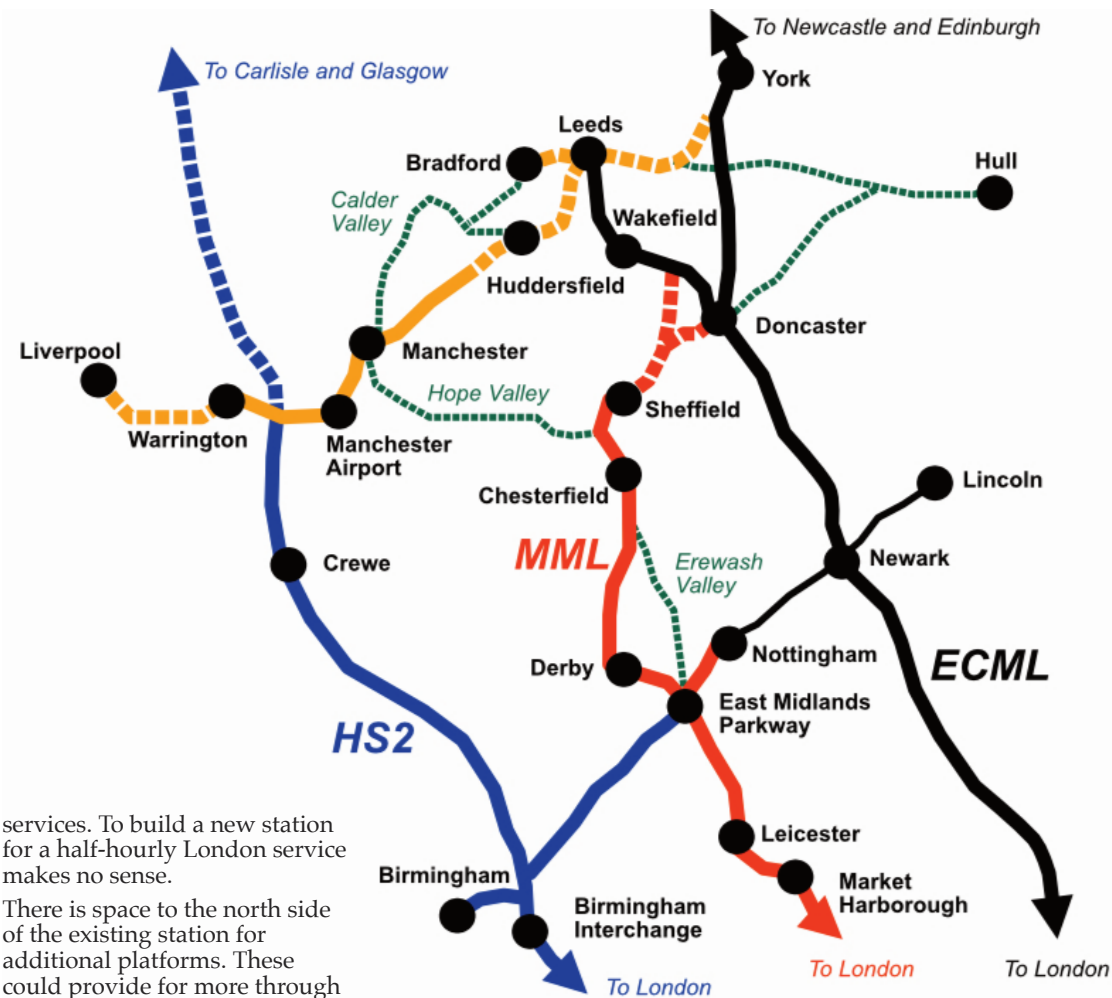 To Newcastle and Edinburgh
To Carlisle and Glasgow
York
Leeds
Bradford
Hull
Calder
Valley
Wakefield
Huddersfield
Doncaster
Liverpool
Manchester
Hope Valley
Sheffield
Warrington
Manchester
Airport
Chesterfield
Lincoln
MML
Erewash
Valley
Crewe
Newark
Derby
Nottingham
ECML
East Midlands
Parkway
HS2
services. To build a new station
for a half-hourly London service
makes no sense.
There is space to the north side
of the existing station for
additional platforms. These
could provide for more through
Leicester
Birmingham
Market
Harborough
Birmingham
Interchange
To London
To London
To London